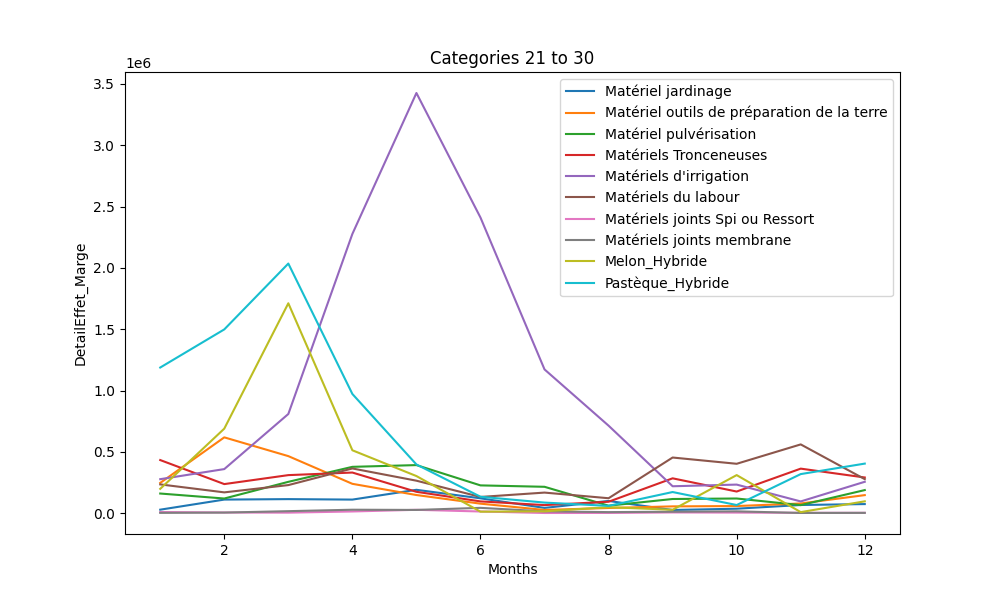 Categories 21 to 30
1e6
3.5
3.0
2.5
2.0
1.5
1.0
0.5
0.0
DetailEffet_Marge
Matériel jardinage
Matériel outils de préparation de la terre
Matériel pulvérisation
Matériels Tronceneuses
Matériels d'irrigation
Matériels du labour
Matériels joints Spi ou Ressort
Matériels joints membrane
Melon_Hybride
Pastèque_Hybride
2 4 6 8 10 12
Months